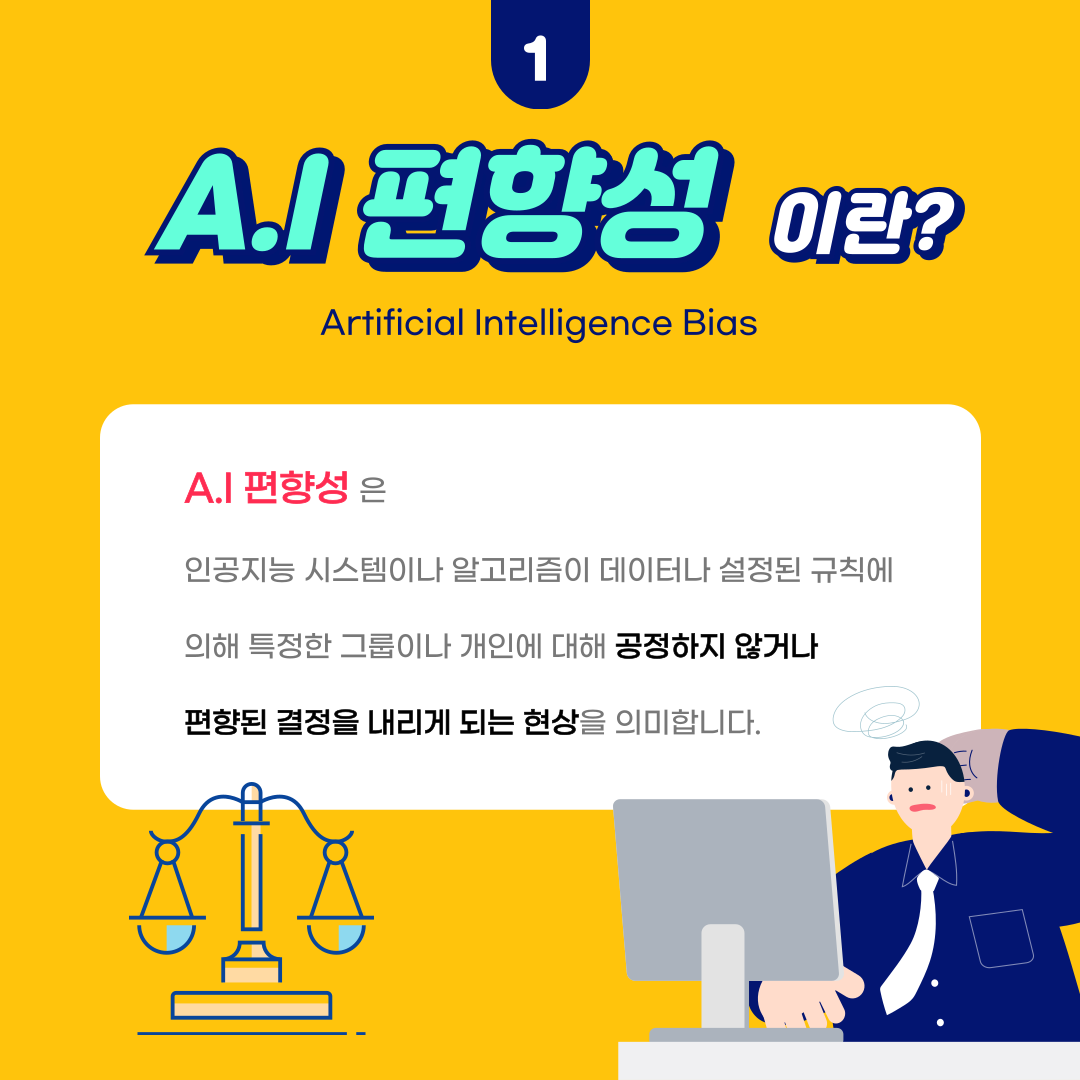 1
A.I 편향성 이란?
Artificial Intelligence Bias
A.I 편향성 은
인공지능 시스템이나 알고리즘이 데이터나 설정된 규칙에
의해 특정한 그룹이나 개인에 대해 공정하지 않거나
편향된 결정을 내리게 되는 현상을 의미합니다.